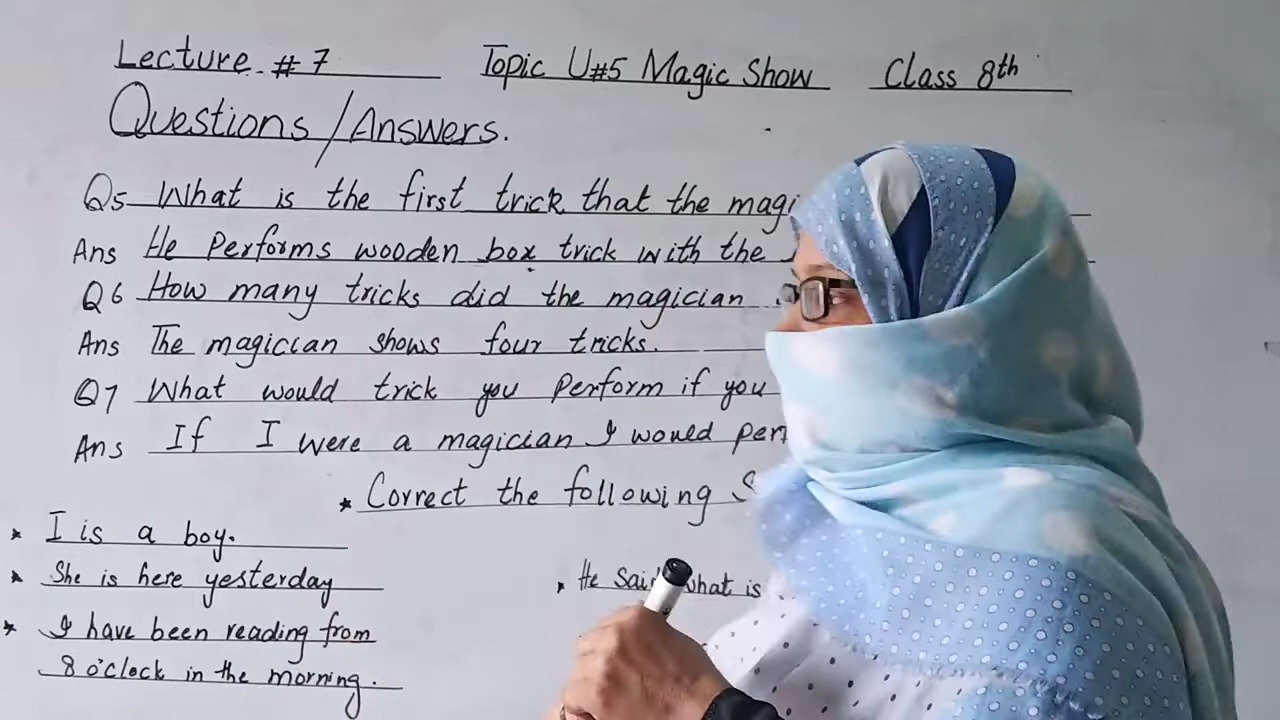 Lecture # 7 Topic U#5 Magic Show Class 8th
Questions/Answers.
Q5 What is the first trick that the magi
Ans He Performs wooden box trick with the
Q6 How many tricks did the magician
Ans The magician shows four tricks.
Q7 What would trick you Perform if you
Ans If I were a magician I would per
* Correct the following S
* I is a boy.
* She is here yesterday
* He said what is
* I have been reading from
8 o'clock in the morning.